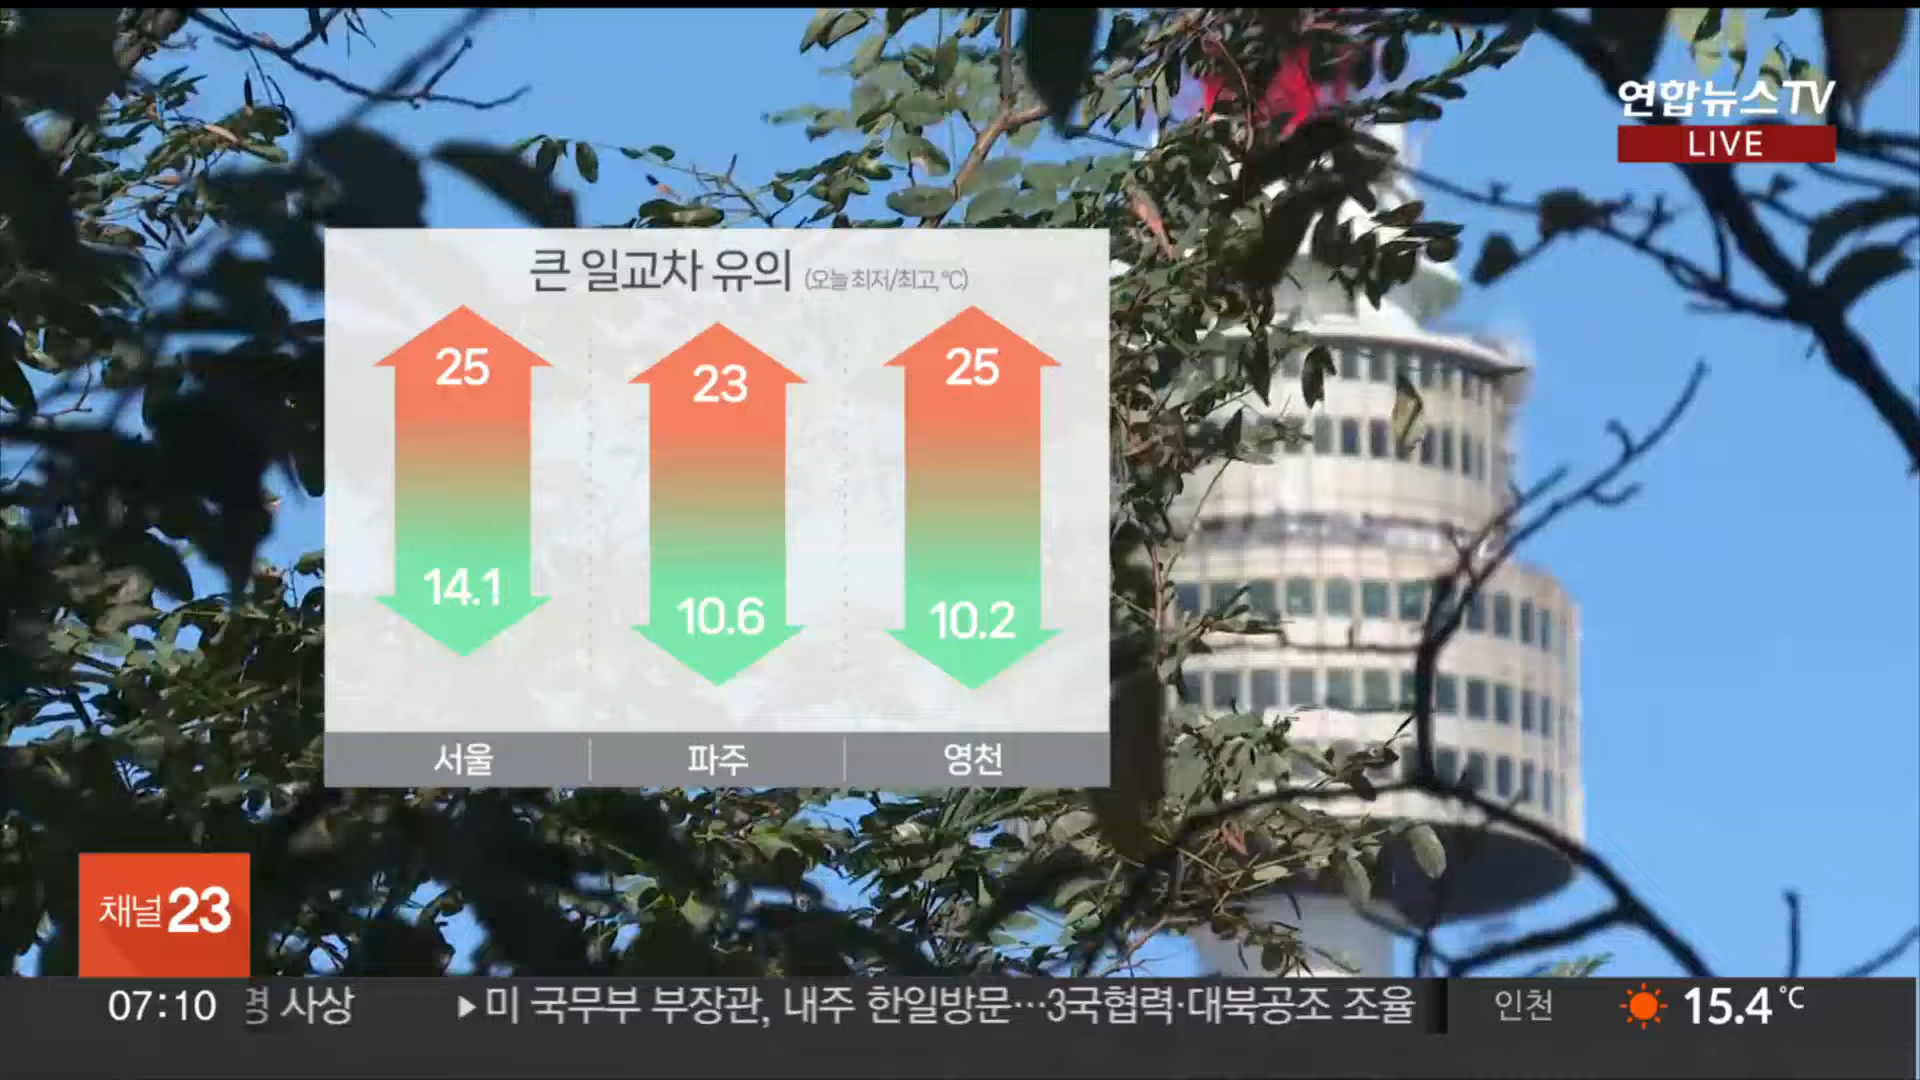 연합뉴스TV
LIVE
큰 일교차 유의 (오늘 최저/최고,℃)
25 23 25
14.1 10.6 10.2
서울 파주 영천
채널 23
07:10 명 사상 ▶미 국무부 부장관, 내주 한일방문…3국협력·대북공조 조율 인천 15.4℃